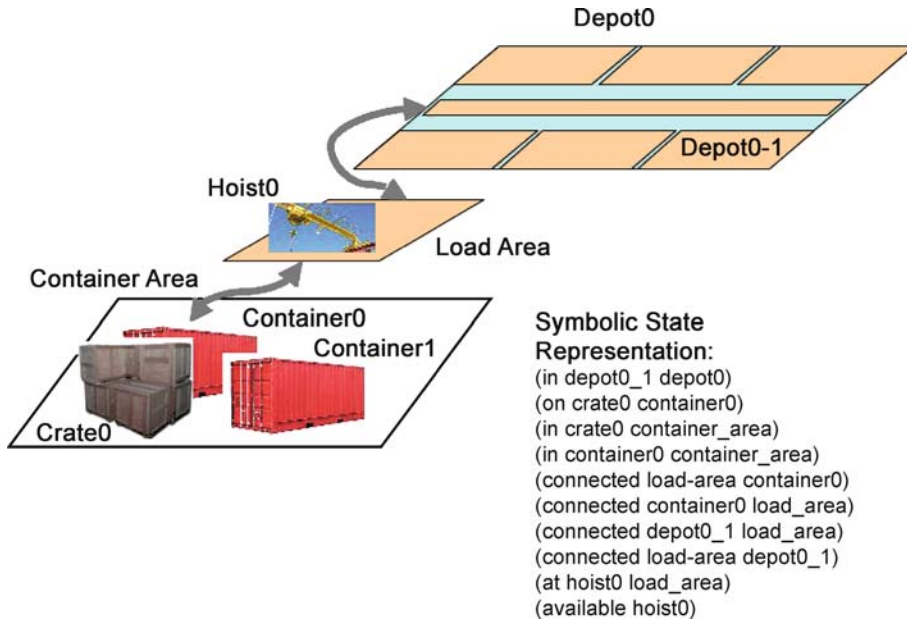 Depot0
Depot0-1
Hoist0
Load Area
Container Area
Container0
Container1
Crate0
Symbolic State
Representation:
(in depot0_1 depot0)
(on crate0 container0)
(in crate0 container_area)
(in container0 container_area)
(connected load-area container0)
(connected container0 load_area)
(connected depot0_1 load_area)
(connected load-area depot0_1)
(at hoist0 load_area)
(available hoist0)